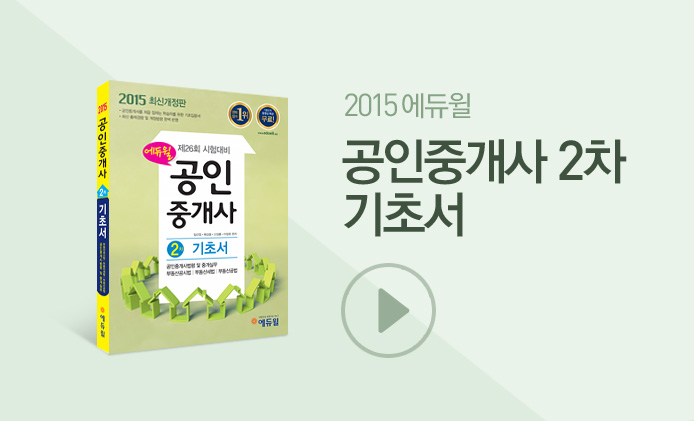 2015 에듀윌
공인중개사 2차
기초서
2015 최신개정판
1위
무료!
에듀윌
제26회 시험대비
공인
중개사
2차 기초서
공인중개사법령 및 중개실무
부동산공시법 | 부동산세법 | 부동산공법
에듀윌
2015
공인중개사
2차
기초서
에듀윌